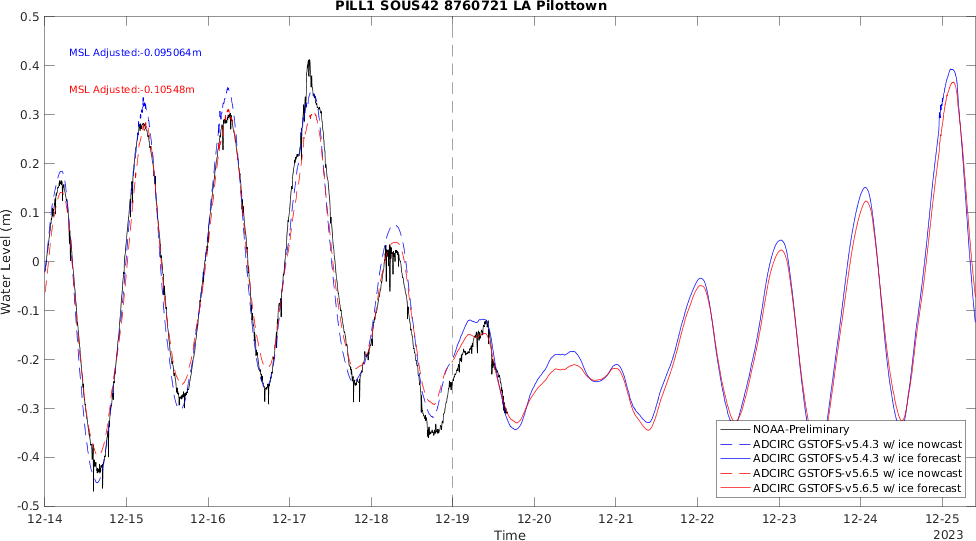 PILL1 SOUS42 8760721 LA Pilottown
MSL Adjusted:-0.095064m
MSL Adjusted:-0.10548m
Water Level (m)
0.5
0.4
0.3
0.2
0.1
0
-0.1
-0.2
-0.3
-0.4
-0.5
NOAA-Preliminary
ADCIRC GSTOFS-v5.4.3 w/ ice nowcast
ADCIRC GSTOFS-v5.4.3 w/ ice forecast
ADCIRC GSTOFS-v5.6.5 w/ ice nowcast
ADCIRC GSTOFS-v5.6.5 w/ ice forecast
12-14 12-15 12-16 12-17 12-18 12-19 12-20 12-21 12-22 12-23 12-24 12-25
Time
2023